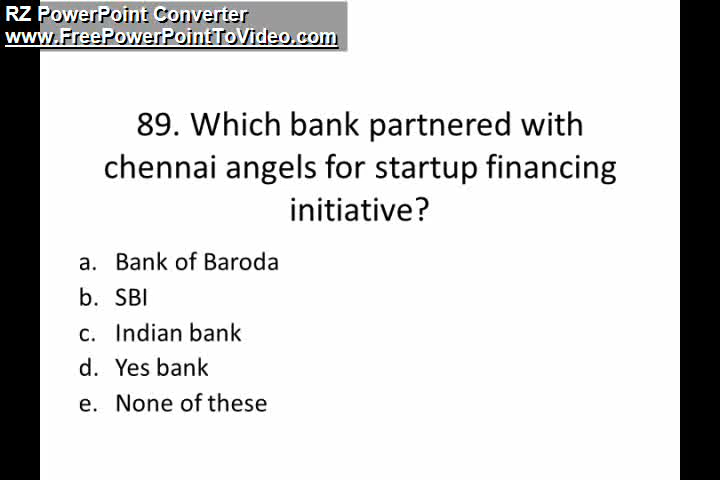 RZ PowerPoint Converter
www.FreePowerPointToVideo.com
89. Which bank partnered with
chennai angels for startup financing
initiative?
a. Bank of Baroda
b. SBI
c. Indian bank
d. Yes bank
e. None of these